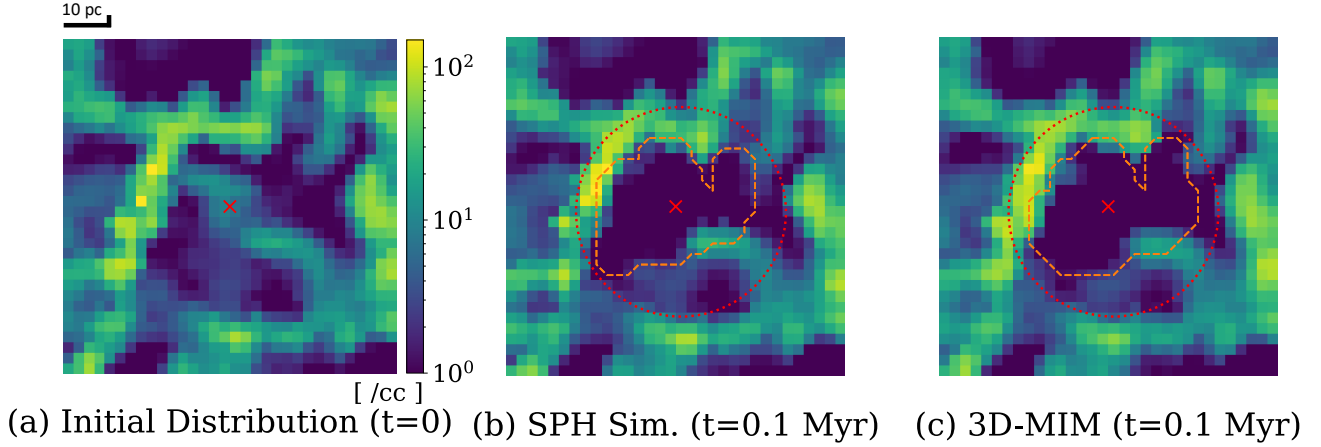 10 pc
10²
10¹
10⁰
[ /cc ]
(a) Initial Distribution (t=0)
(b) SPH Sim. (t=0.1 Myr)
(c) 3D-MIM (t=0.1 Myr)